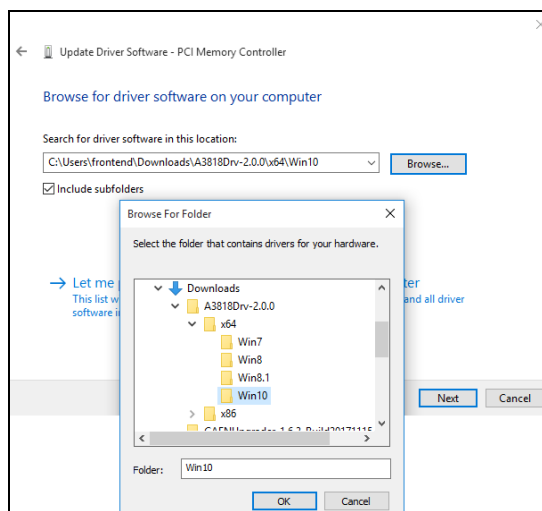 Update Driver Software - PCI Memory Controller
Browse for driver software on your computer
Search for driver software in this location:
C:\Users\frontend\Downloads\A3818Drv-2.0.0\x64\Win10
Browse...
Include subfolders
Browse For Folder
Select the folder that contains drivers for your hardware.
Let me
ter
This list w
and all driver
software i
Downloads
A3818Drv-2.0.0
x64
Win7
Win8
Win8.1
Win10
x86
Folder:
Win10
OK
Cancel
Next
Cancel